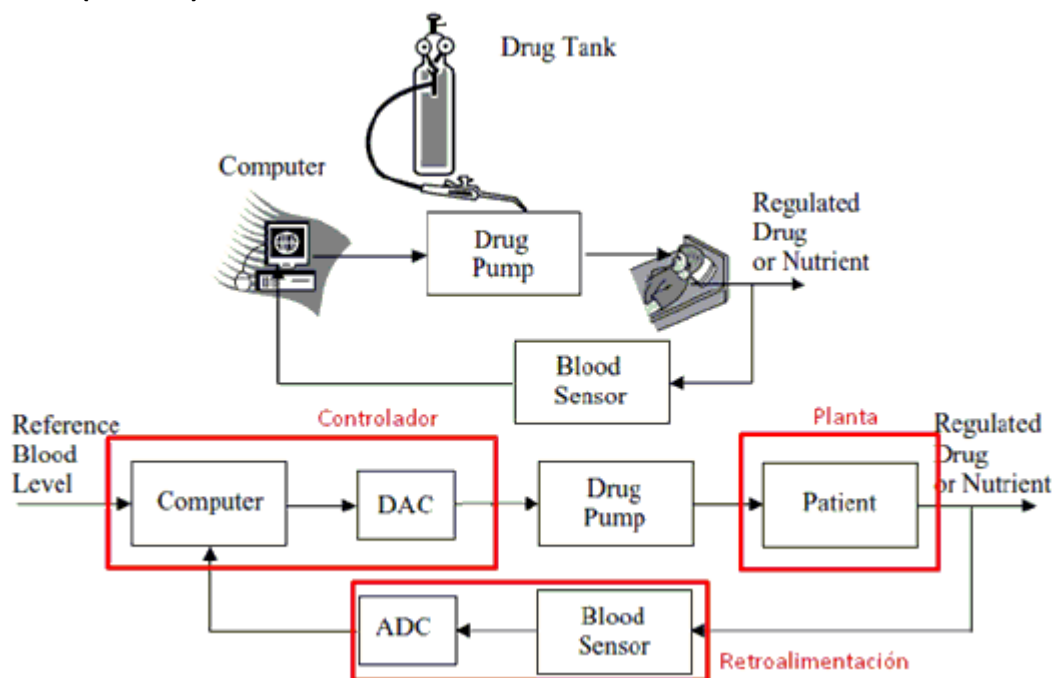 Drug Tank
Computer
Drug
Pump
Regulated
Drug
or Nutrient
Blood
Sensor
Controlador
Planta
Reference
Blood
Level
Computer
DAC
Drug
Pump
Patient
Regulated
Drug
or Nutrient
ADC
Blood
Sensor
Retroalimentación